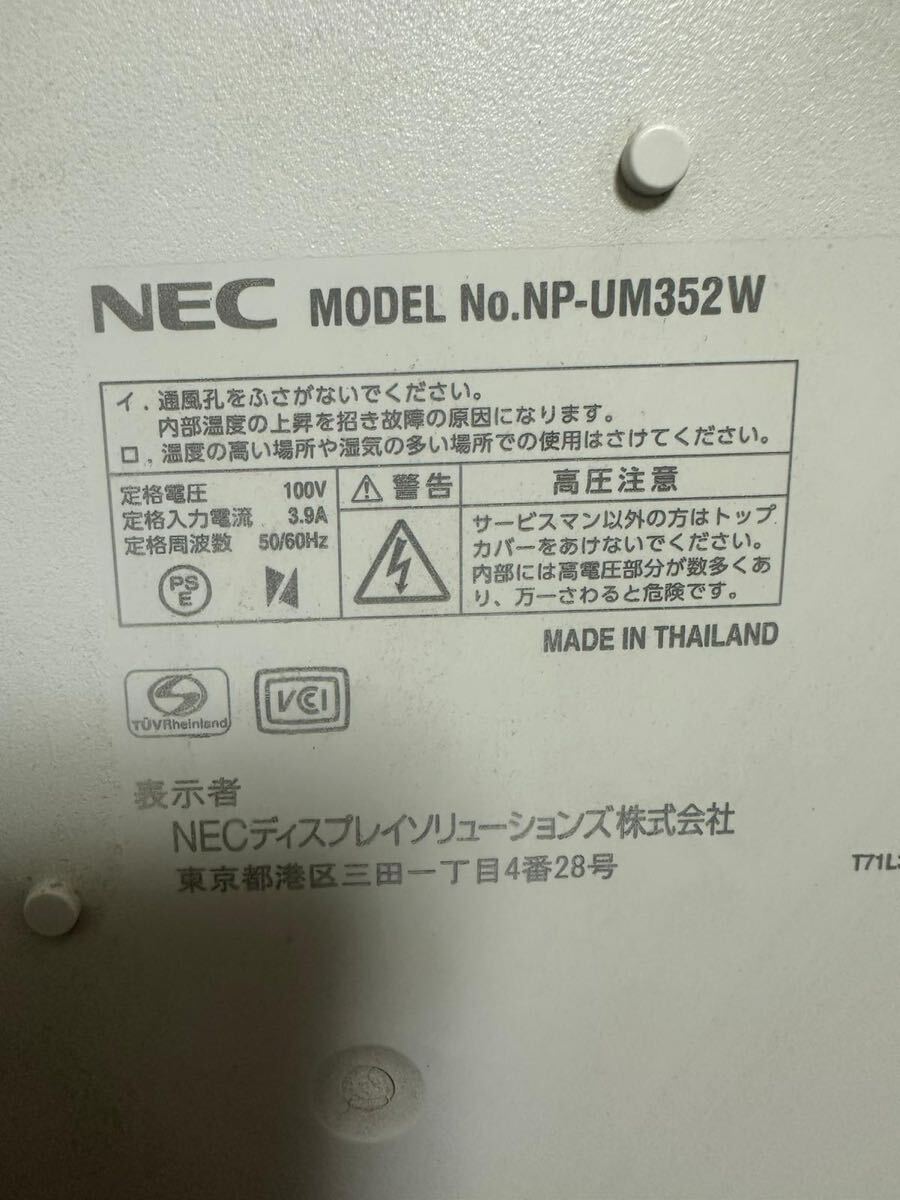 NEC MODEL No.NP-UM352W
イ．通風孔をふさがないでください。
内部温度の上昇を招き故障の原因になります。
ロ．温度の高い場所や湿気の多い場所での使用はさけてください。
定格電圧 100V
定格入力電流 3.9A
定格周波数 50/60Hz
PS
E
警告
高圧注意
サービスマン以外の方はトップ
カバーをあけないでください。
内部には高電圧部分が数多くあ
り、万一さわると危険です。
MADE IN THAILAND
TÜVRheinland
VCCI
表示者
NECディスプレイソリューションズ株式会社
東京都港区三田一丁目4番28号